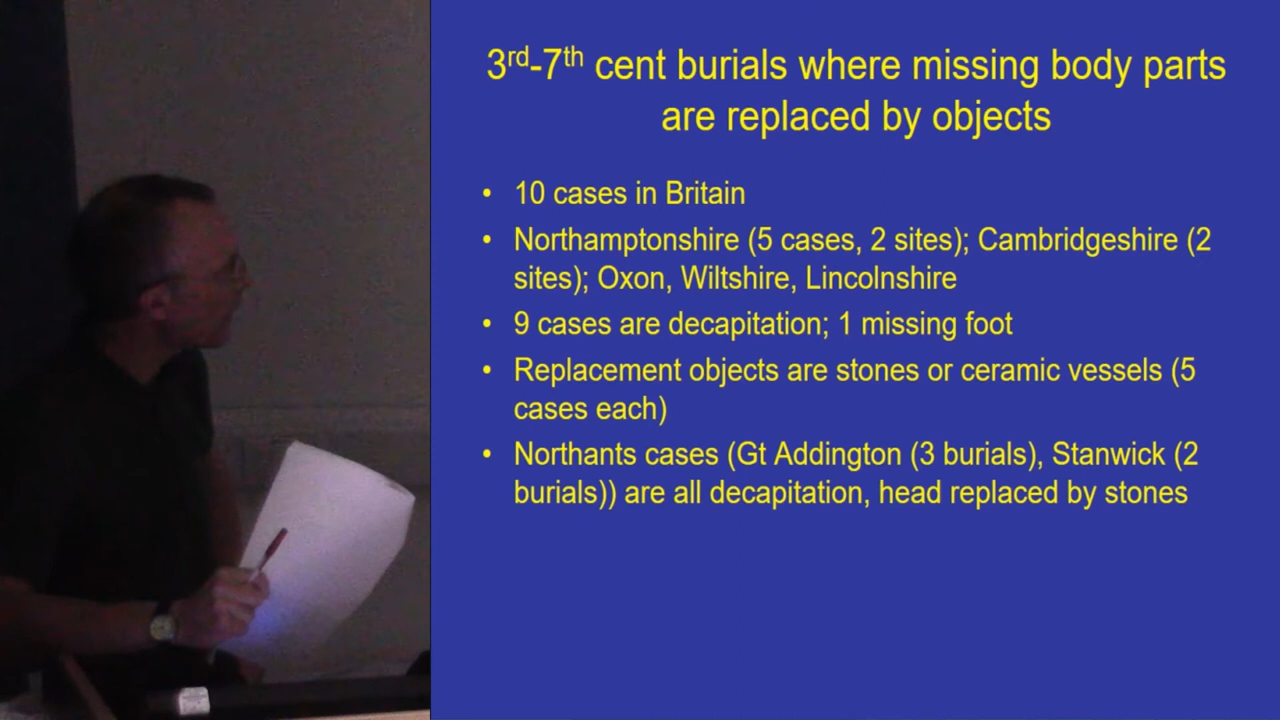 3rd-7th cent burials where missing body parts
are replaced by objects
• 10 cases in Britain
• Northamptonshire (5 cases, 2 sites); Cambridgeshire (2
sites); Oxon, Wiltshire, Lincolnshire
• 9 cases are decapitation; 1 missing foot
• Replacement objects are stones or ceramic vessels (5
cases each)
• Northants cases (Gt Addington (3 burials), Stanwick (2
burials)) are all decapitation, head replaced by stones